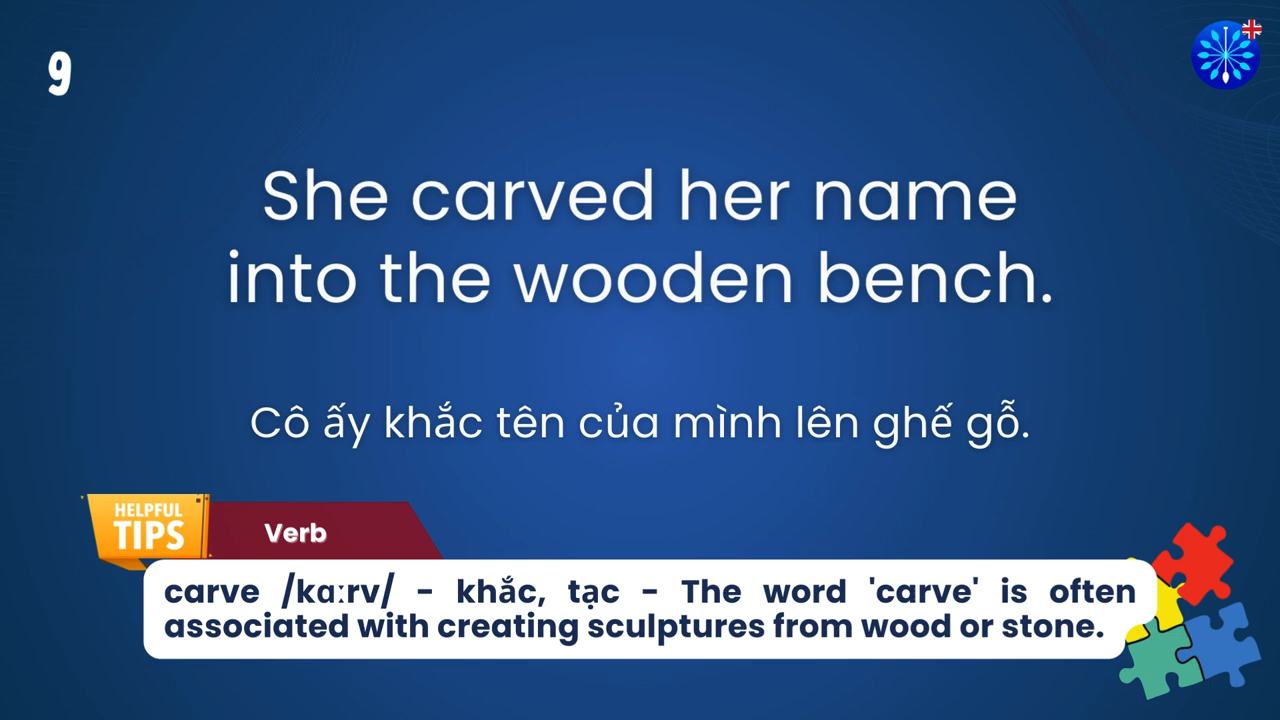 9
She carved her name
into the wooden bench.
Cô ấy khắc tên của mình lên ghế gỗ.
HELPFUL
TIPS
Verb
carve /kɑːrv/ - khắc, tạc - The word 'carve' is often
associated with creating sculptures from wood or stone.